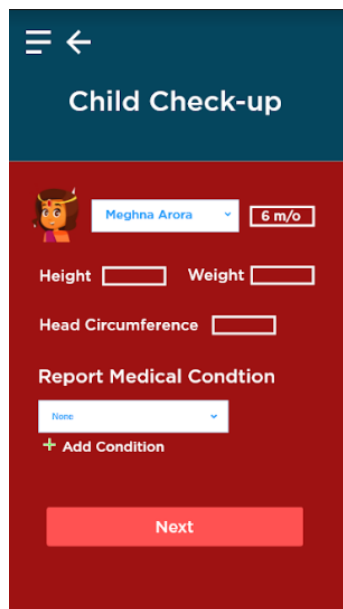 Child Check-up
Meghna Arora 6 m/o
Height Weight
Head Circumference
Report Medical Condtion
None
+ Add Condition
Next